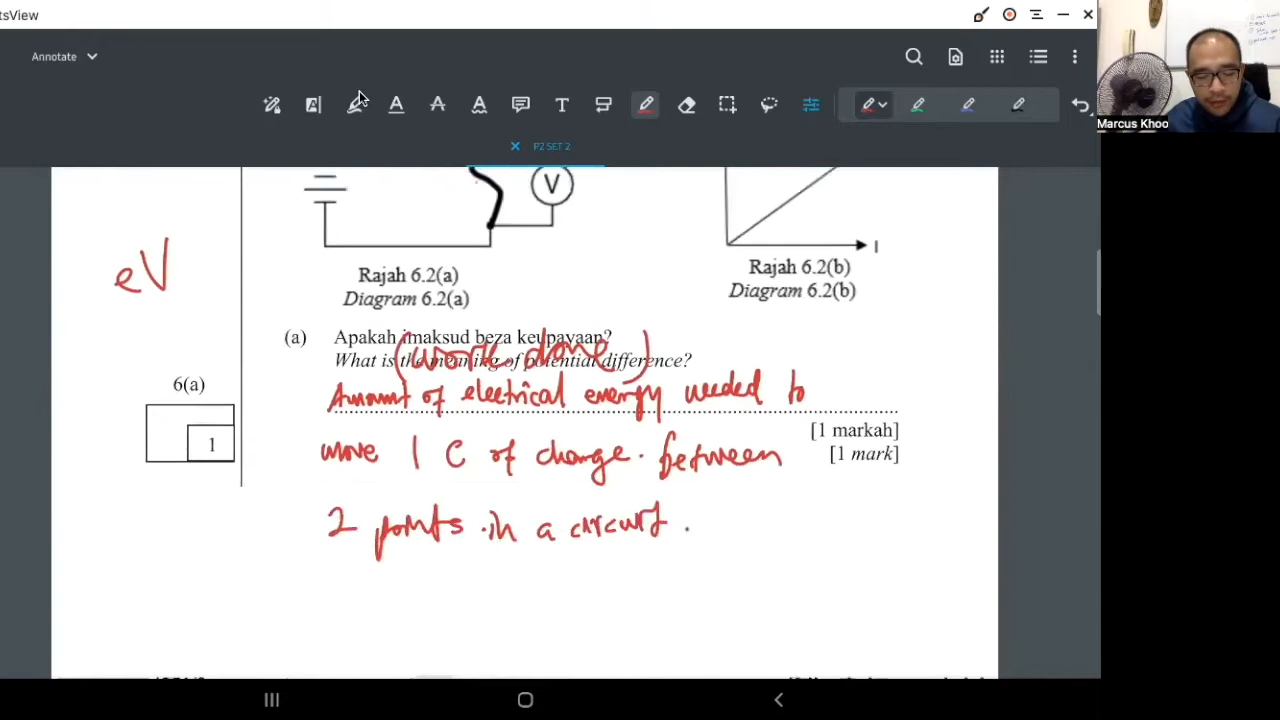 tsView
Annotate
Marcus Khoo
P2 SET 2
V
I
eV
Rajah 6.2(a)
Diagram 6.2(a)
Rajah 6.2(b)
Diagram 6.2(b)
(a) Apakah imaksud beza keupayaan?
(work done)
What is the meaning of potential difference?
6(a)
Amount of electrical energy needed to
[1 markah]
1
move 1 C of charge. between
[1 mark]
2 points in a circuit.